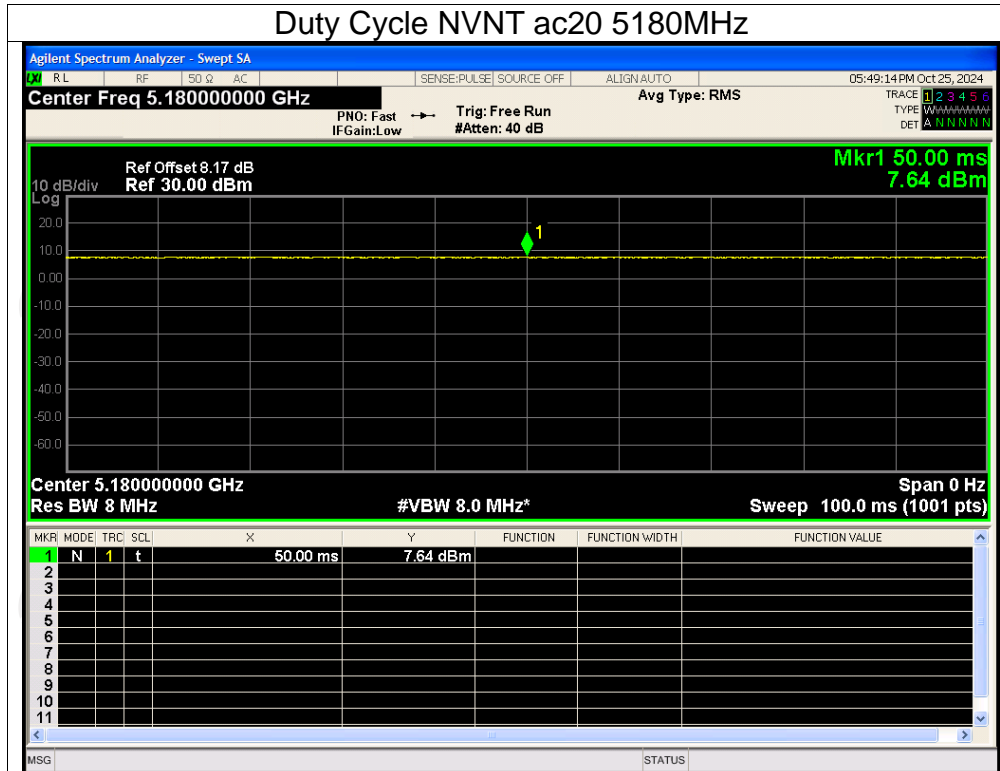 Duty Cycle NVNT ac20 5180MHz
Agilent Spectrum Analyzer - Swept SA
LXI RL RF 50 Ω AC SENSE:PULSE SOURCE OFF ALIGN AUTO 05:49:14 PM Oct 25, 2024
Center Freq 5.180000000 GHz Avg Type: RMS TRACE 1 2 3 4 5 6
PNO: Fast Trig: Free Run TYPE W
IFGain:Low #Atten: 40 dB DET A N N N N N
Mkr1 50.00 ms
Ref Offset 8.17 dB
10 dB/div Ref 30.00 dBm 7.64 dBm
Log
20.0
1
10.0
0.00
-10.0
-20.0
-30.0
-40.0
-50.0
-60.0
Center 5.180000000 GHz Span 0 Hz
Res BW 8 MHz #VBW 8.0 MHz* Sweep 100.0 ms (1001 pts)
MKR MODE TRC SCL X Y FUNCTION FUNCTION WIDTH FUNCTION VALUE
1 N 1 t 50.00 ms 7.64 dBm
2
3
4
5
6
7
8
9
10
11
MSG STATUS